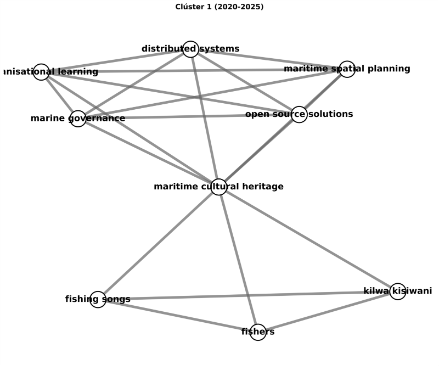 Clúster 1 (2020-2025)
distributed systems
nisational learning
maritime spatial planning
marine governance
open source solutions
maritime cultural heritage
fishing songs
kilwa kisiwani
fishers